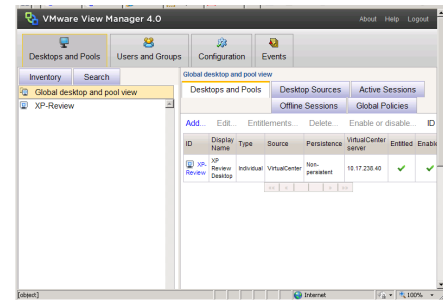 VMware View Manager 4.0
About Help Logout
Desktops and Pools Users and Groups Configuration Events
Inventory Search
Global desktop and pool view
XP-Review
Global desktop and pool view
Desktops and Pools Desktop Sources Active Sessions
Offline Sessions Global Policies
Add... Edit... Entitlements... Delete... Enable or disable... ID
ID Display Name Type Source Persistence VirtualCenter server Entitled Enable
XP-Review XP Review Desktop Individual VirtualCenter Non-persistent 10.17.236.40
[object] Internet 100%